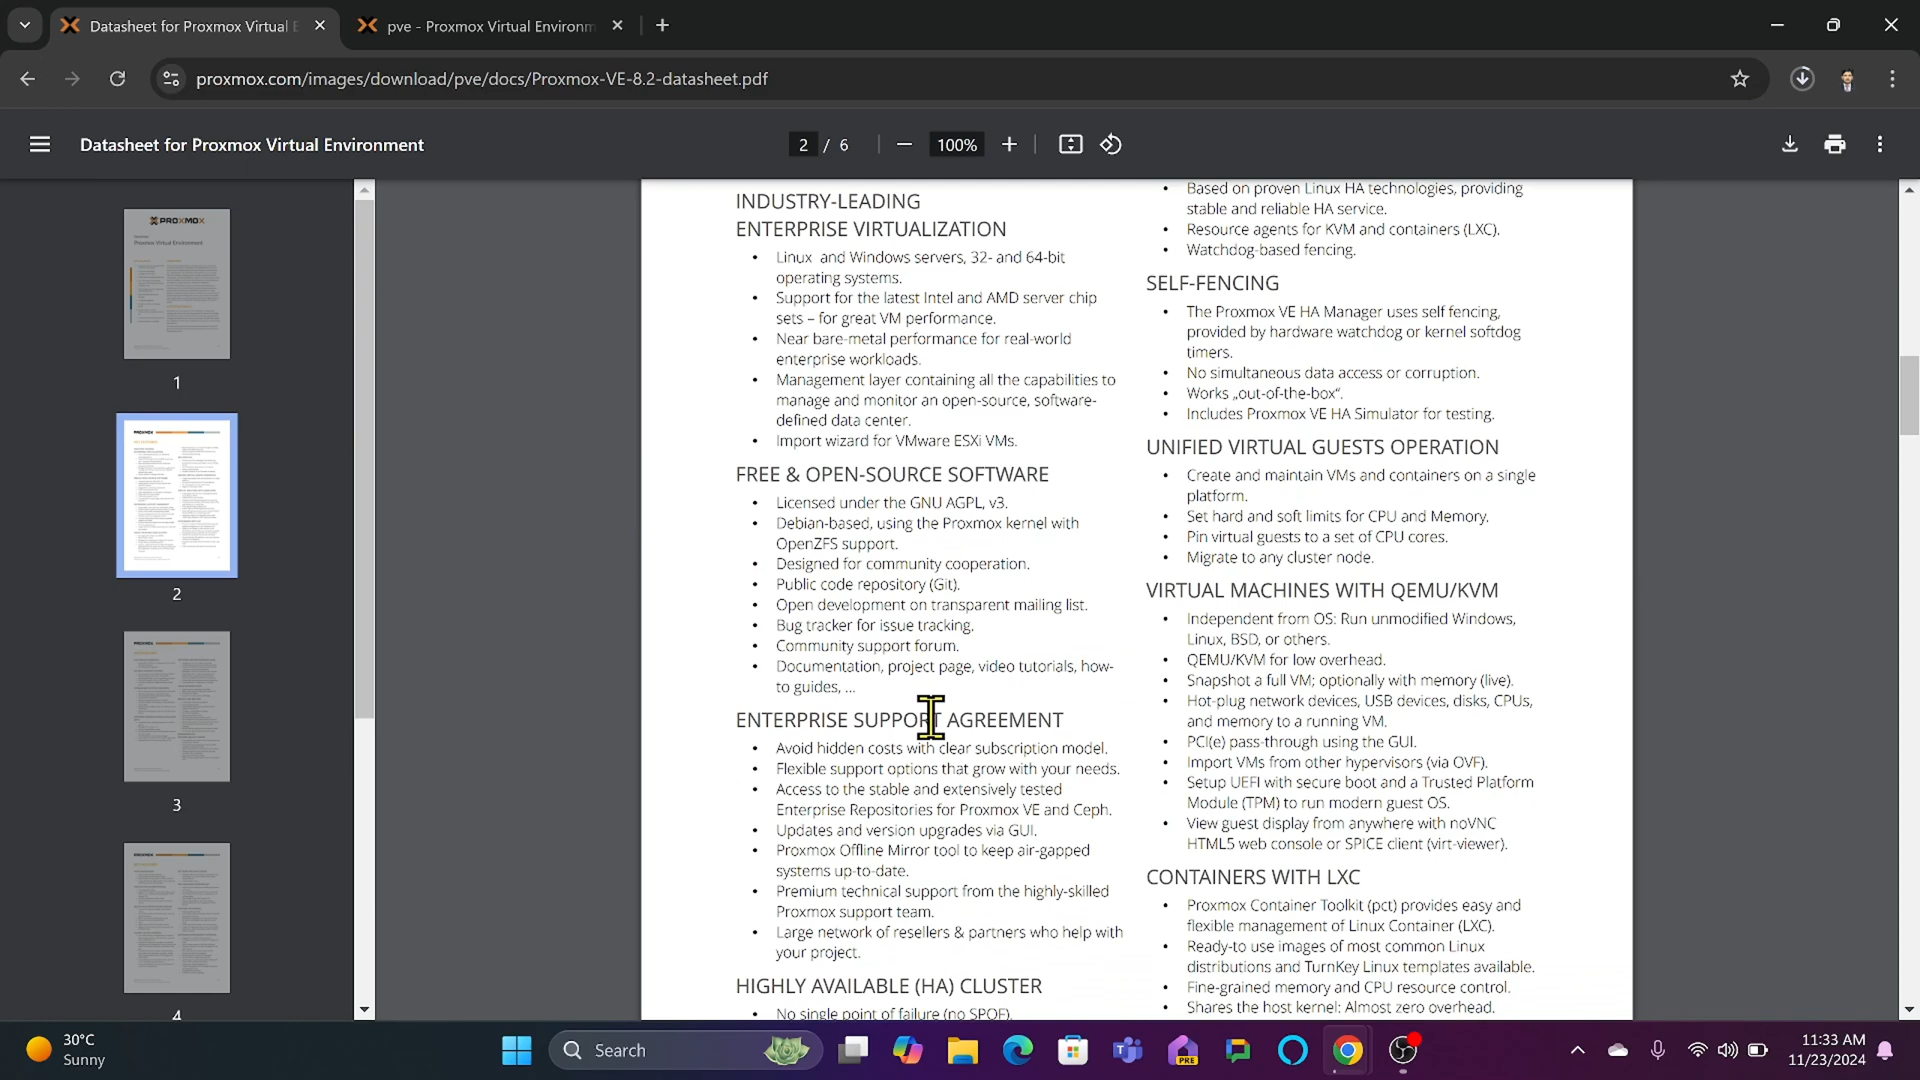 Datasheet for Proxmox Virtual E
pve - Proxmox Virtual Environm
proxmox.com/images/download/pve/docs/Proxmox-VE-8.2-datasheet.pdf
Datasheet for Proxmox Virtual Environment
2 / 6
100%
PROXMOX
1
2
3
4
INDUSTRY-LEADING
ENTERPRISE VIRTUALIZATION
• Linux and Windows servers, 32- and 64-bit
operating systems.
• Support for the latest Intel and AMD server chip
sets – for great VM performance.
• Near bare-metal performance for real-world
enterprise workloads.
• Management layer containing all the capabilities to
manage and monitor an open-source, software-
defined data center.
• Import wizard for VMware ESXi VMs.
FREE & OPEN-SOURCE SOFTWARE
• Licensed under the GNU AGPL, v3.
• Debian-based, using the Proxmox kernel with
OpenZFS support.
• Designed for community cooperation.
• Public code repository (Git).
• Open development on transparent mailing list.
• Bug tracker for issue tracking.
• Community support forum.
• Documentation, project page, video tutorials, how-
to guides, ...
ENTERPRISE SUPPORT AGREEMENT
• Avoid hidden costs with clear subscription model.
• Flexible support options that grow with your needs.
• Access to the stable and extensively tested
Enterprise Repositories for Proxmox VE and Ceph.
• Updates and version upgrades via GUI.
• Proxmox Offline Mirror tool to keep air-gapped
systems up-to-date.
• Premium technical support from the highly-skilled
Proxmox support team.
• Large network of resellers & partners who help with
your project.
HIGHLY AVAILABLE (HA) CLUSTER
• No single point of failure (no SPOF).
• Based on proven Linux HA technologies, providing
stable and reliable HA service.
• Resource agents for KVM and containers (LXC).
• Watchdog-based fencing.
SELF-FENCING
• The Proxmox VE HA Manager uses self fencing,
provided by hardware watchdog or kernel softdog
timers.
• No simultaneous data access or corruption.
• Works „out-of-the-box“.
• Includes Proxmox VE HA Simulator for testing.
UNIFIED VIRTUAL GUESTS OPERATION
• Create and maintain VMs and containers on a single
platform.
• Set hard and soft limits for CPU and Memory.
• Pin virtual guests to a set of CPU cores.
• Migrate to any cluster node.
VIRTUAL MACHINES WITH QEMU/KVM
• Independent from OS: Run unmodified Windows,
Linux, BSD, or others.
• QEMU/KVM for low overhead.
• Snapshot a full VM; optionally with memory (live).
• Hot-plug network devices, USB devices, disks, CPUs,
and memory to a running VM.
• PCI(e) pass-through using the GUI.
• Import VMs from other hypervisors (via OVF).
• Setup UEFI with secure boot and a Trusted Platform
Module (TPM) to run modern guest OS.
• View guest display from anywhere with noVNC
HTML5 web console or SPICE client (virt-viewer).
CONTAINERS WITH LXC
• Proxmox Container Toolkit (pct) provides easy and
flexible management of Linux Container (LXC).
• Ready-to use images of most common Linux
distributions and TurnKey Linux templates available.
• Fine-grained memory and CPU resource control.
• Shares the host kernel: Almost zero overhead.
30°C
Sunny
Search
PRE
11:33 AM
11/23/2024